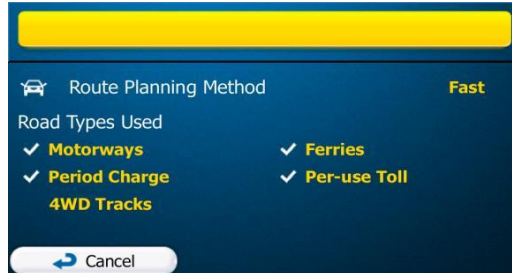 Route Planning Method Fast
Road Types Used
Motorways Ferries
Period Charge Per-use Toll
4WD Tracks
Cancel